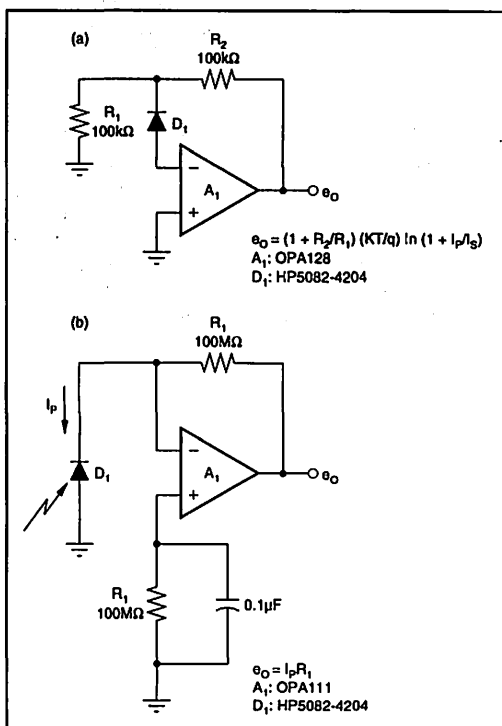 (a)
R2
100kΩ
R1
100kΩ
D1
−
A1
+
eO
eO = (1 + R2/R1) (KT/q) ln (1 + IP/IS)
A1: OPA128
D1: HP5082-4204
(b)
R1
100MΩ
IP
−
D1
A1
+
eO
R1
100MΩ
0.1µF
eO = IPR1
A1: OPA111
D1: HP5082-4204